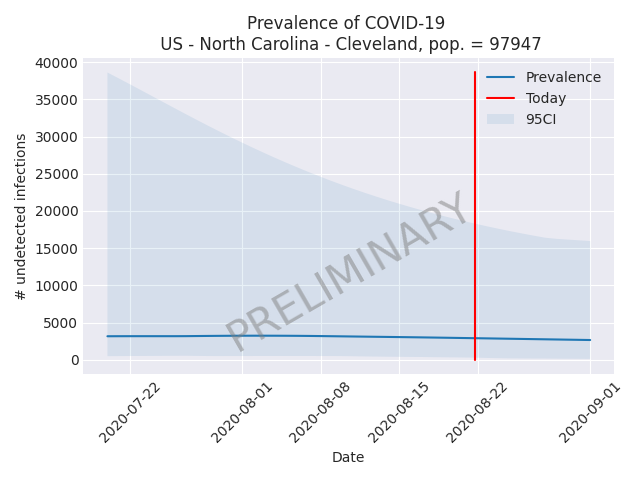 Prevalence of COVID-19
US - North Carolina - Cleveland, pop. = 97947
40000
35000
30000
25000
20000
15000
10000
5000
0
# undetected infections
Prevalence
Today
95CI
PRELIMINARY
2020-07-22
2020-08-01
2020-08-08
2020-08-15
2020-08-22
2020-09-01
Date